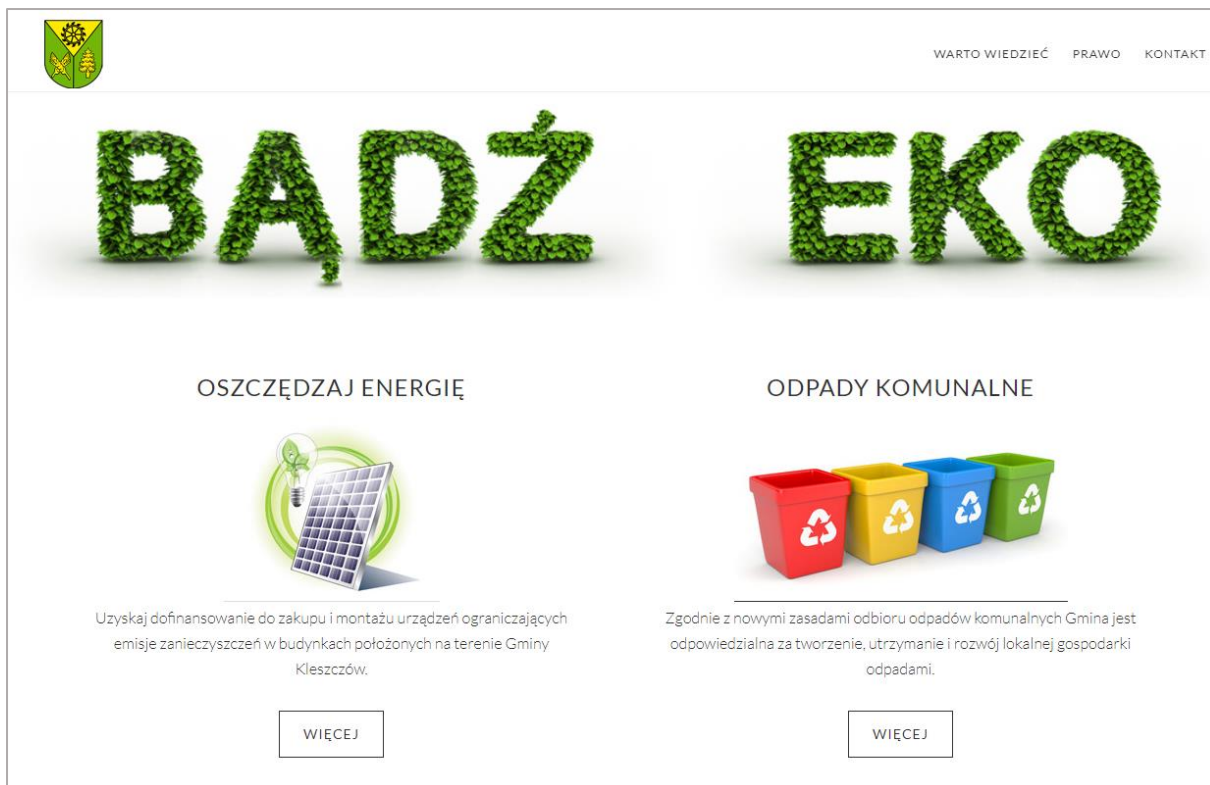 WARTO WIEDZIEĆ PRAWO KONTAKT
BĄDŹ EKO
OSZCZĘDZAJ ENERGIĘ
Uzyskaj dofinansowanie do zakupu i montażu urządzeń ograniczających
emisje zanieczyszczeń w budynkach położonych na terenie Gminy
Kleszczów.
WIĘCEJ
ODPADY KOMUNALNE
Zgodnie z nowymi zasadami odbioru odpadów komunalnych Gmina jest
odpowiedzialna za tworzenie, utrzymanie i rozwój lokalnej gospodarki
odpadami.
WIĘCEJ